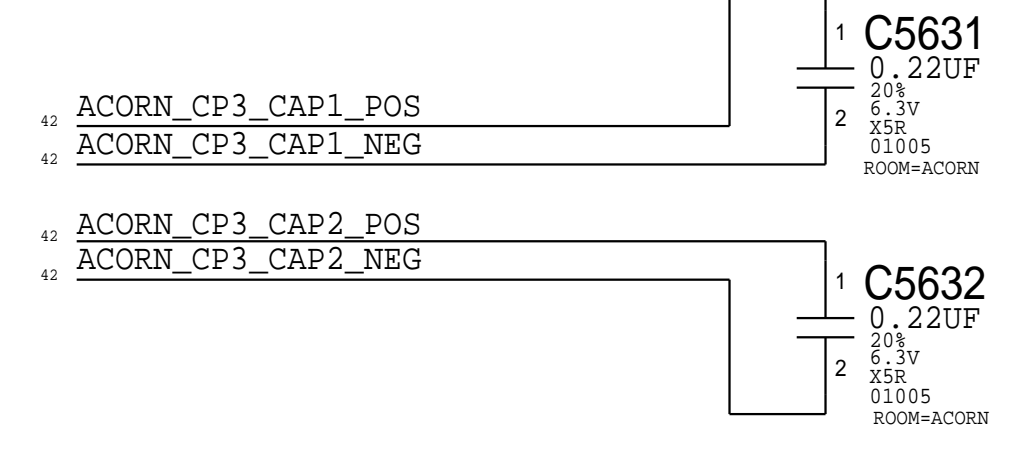 1
C5631
0.22UF
20%
6.3V
X5R
01005
ROOM=ACORN
2
42 ACORN_CP3_CAP1_POS
42 ACORN_CP3_CAP1_NEG
42 ACORN_CP3_CAP2_POS
42 ACORN_CP3_CAP2_NEG
1
C5632
0.22UF
20%
6.3V
X5R
01005
ROOM=ACORN
2